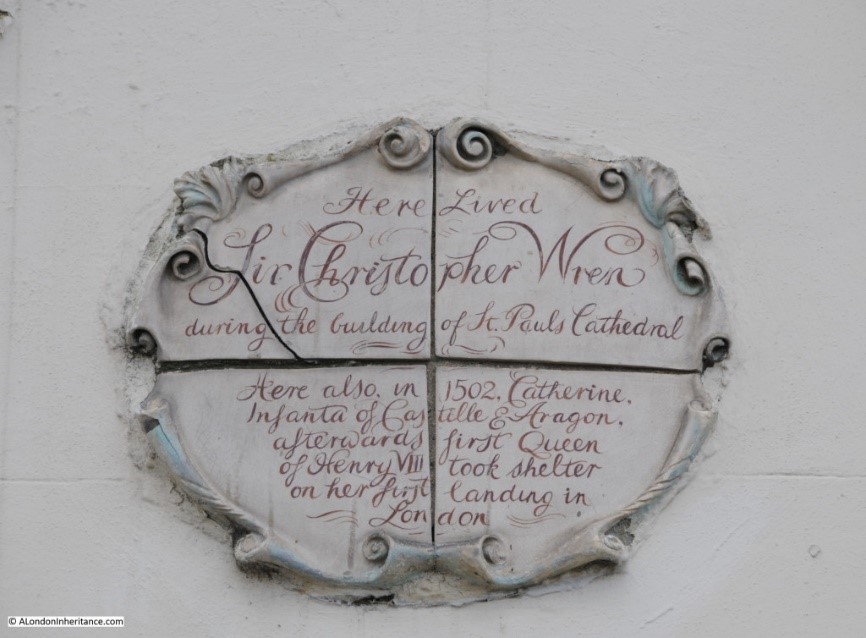 Here Lived
Sir Christopher Wren
during the building of St. Pauls Cathedral
Here also, in 1502, Catherine,
Infanta of Castille & Aragon,
afterwards first Queen
of Henry VIII took shelter
on her first landing in
London
© ALondonInheritance.com